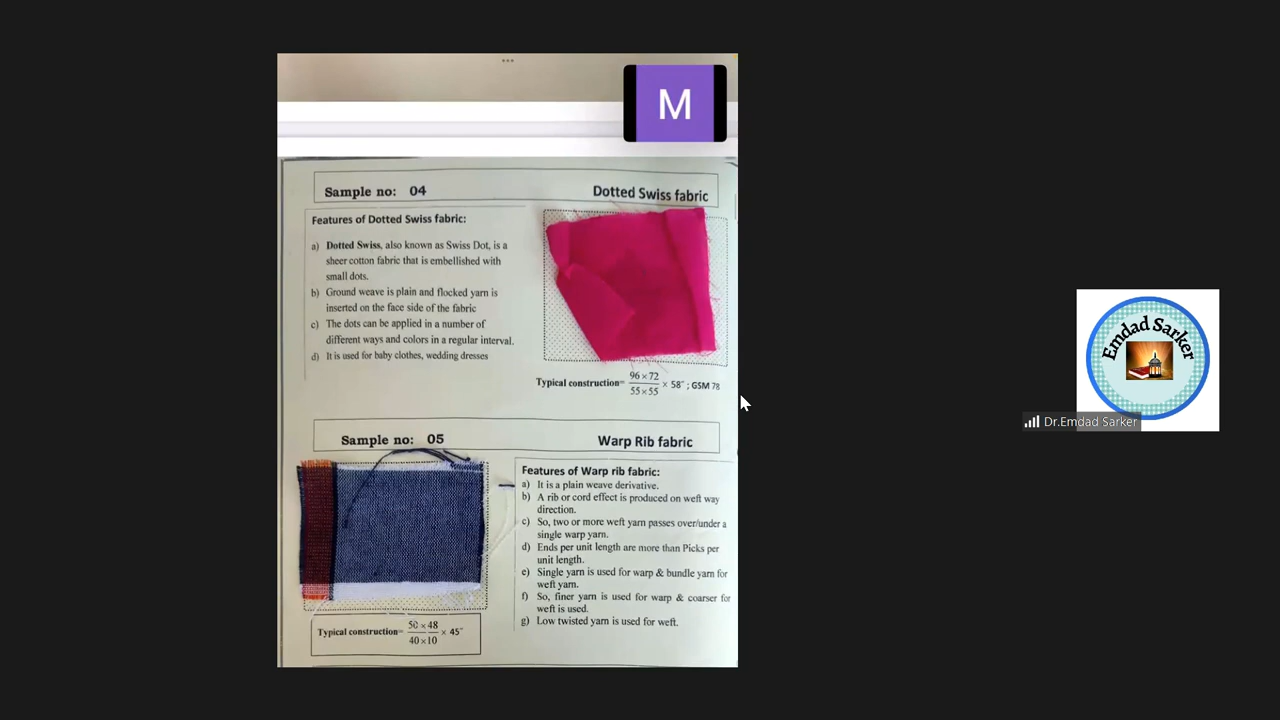 M
Sample no: 04
Dotted Swiss fabric
Features of Dotted Swiss fabric:
a) Dotted Swiss, also known as Swiss Dot, is a
sheer cotton fabric that is embellished with
small dots.
b) Ground weave is plain and flocked yarn is
inserted on the face side of the fabric
c) The dots can be applied in a number of
different ways and colors in a regular interval.
d) It is used for baby clothes, wedding dresses
Typical construction= 96 × 72 / 55 × 55 × 58" ; GSM 78
Sample no: 05
Warp Rib fabric
Features of Warp rib fabric:
a) It is a plain weave derivative.
b) A rib or cord effect is produced on weft way
direction.
c) So, two or more weft yarn passes over/under a
single warp yarn.
d) Ends per unit length are more than Picks per
unit length.
e) Single yarn is used for warp & bundle yarn for
weft yarn.
f) So, finer yarn is used for warp & coarser for
weft is used.
g) Low twisted yarn is used for weft.
Typical construction= 50 × 48 / 40 × 10 × 45"
Emdad Sarker
Dr.Emdad Sarker